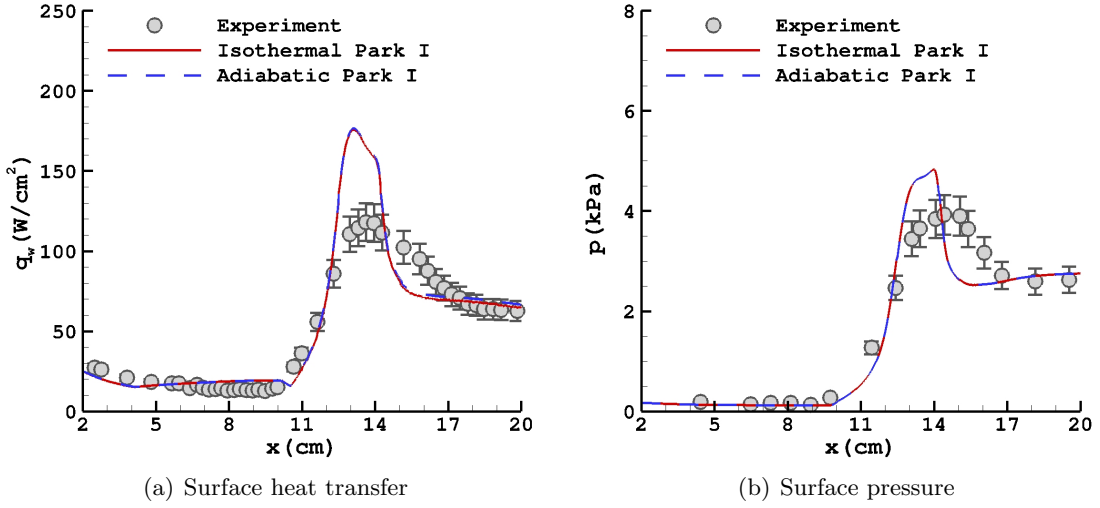 250
200
150
100
50
0
q_w (W/cm²)
Experiment
Isothermal Park I
Adiabatic Park I
2 5 8 11 14 17 20
x (cm)
(a) Surface heat transfer
8
6
4
2
0
p (kPa)
Experiment
Isothermal Park I
Adiabatic Park I
2 5 8 11 14 17 20
x (cm)
(b) Surface pressure